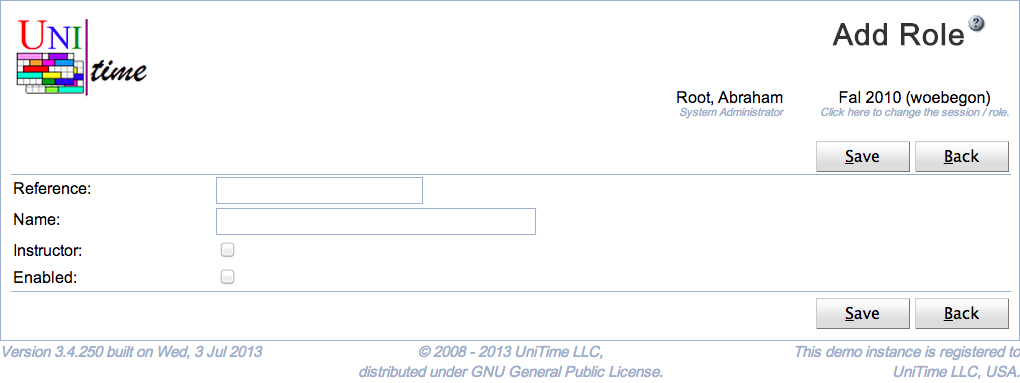 UNI
time
Add Role
Root, Abraham
System Administrator
Fal 2010 (woebegon)
Click here to change the session / role.
Save Back
Reference:
Name:
Instructor:
Enabled:
Save Back
Version 3.4.250 built on Wed, 3 Jul 2013
© 2008 - 2013 UniTime LLC,
distributed under GNU General Public License.
This demo instance is registered to
UniTime LLC, USA.